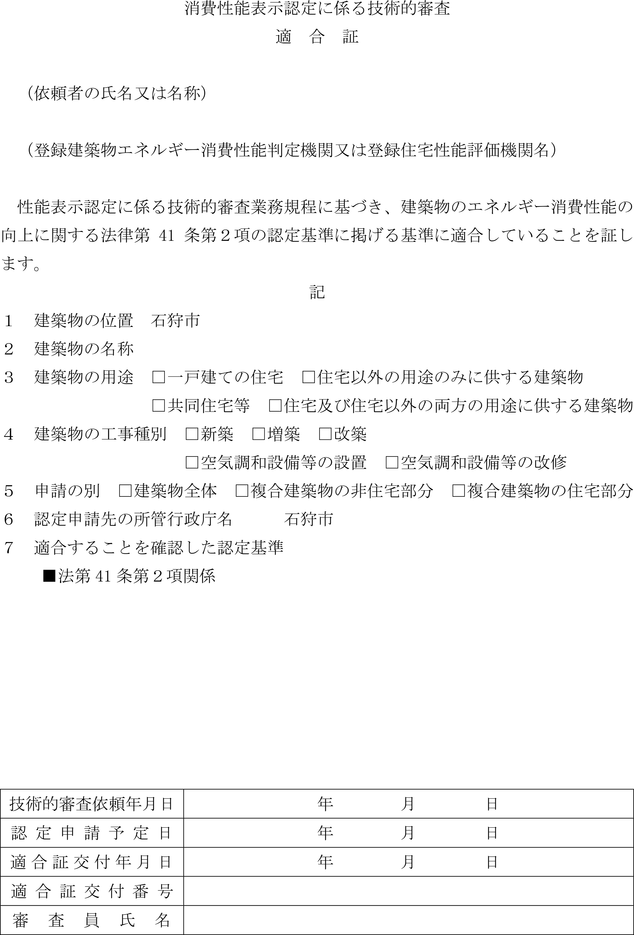 消費性能表示認定に係る技術的審査
適　合　証
（依頼者の氏名又は名称）
（登録建築物エネルギー消費性能判定機関又は登録住宅性能評価機関名）
性能表示認定に係る技術的審査業務規程に基づき、建築物のエネルギー消費性能の
向上に関する法律第 41 条第２項の認定基準に掲げる基準に適合していることを証し
ます。
記
１　建築物の位置　石狩市
２　建築物の名称
３　建築物の用途　□一戸建ての住宅　□住宅以外の用途のみに供する建築物
□共同住宅等　□住宅及び住宅以外の両方の用途に供する建築物
４　建築物の工事種別　□新築　□増築　□改築
□空気調和設備等の設置　□空気調和設備等の改修
５　申請の別　□建築物全体　□複合建築物の非住宅部分　□複合建築物の住宅部分
６　認定申請先の所管行政庁名　　　石狩市
７　適合することを確認した認定基準
■法第 41 条第２項関係
技術的審査依頼年月日　年　月　日
認定申請予定日　年　月　日
適合証交付年月日　年　月　日
適合証交付番号
審査員氏名